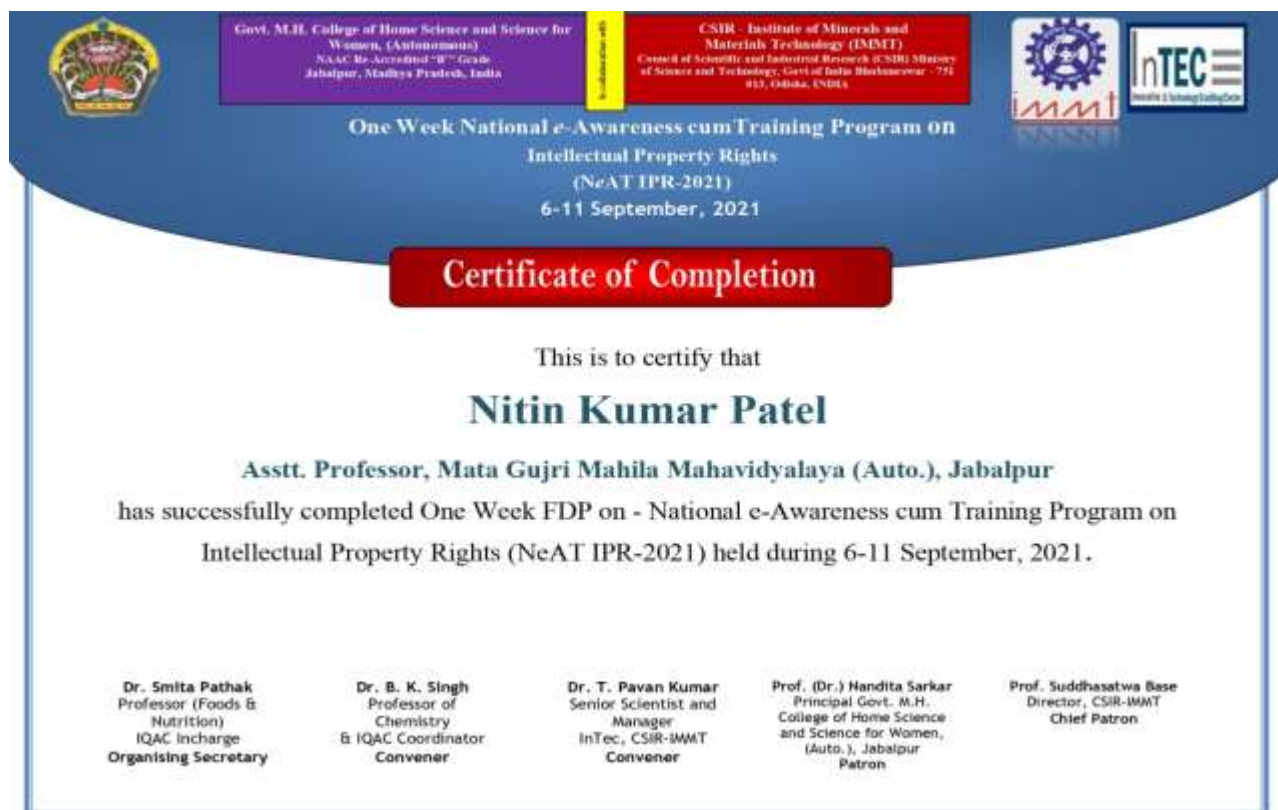 Govt. M.H. College of Home Science and Science for
Women, (Autonomous)
NAAC Re-Accredited "B" Grade
Jabalpur, Madhya Pradesh, India
CSIR - Institute of Minerals and
Materials Technology (IMMT)
Council of Scientific and Industrial Research (CSIR) Ministry
of Science and Technology, Govt of India Bhubaneswar - 751
013, Odisha, INDIA
immt
InTEC
One Week National e-Awareness cum Training Program on
Intellectual Property Rights
(NeAT IPR-2021)
6-11 September, 2021
Certificate of Completion
This is to certify that
Nitin Kumar Patel
Asstt. Professor, Mata Gujri Mahila Mahavidyalaya (Auto.), Jabalpur
has successfully completed One Week FDP on - National e-Awareness cum Training Program on
Intellectual Property Rights (NeAT IPR-2021) held during 6-11 September, 2021.
Dr. Smita Pathak
Professor (Foods &
Nutrition)
IQAC Incharge
Organising Secretary
Dr. B. K. Singh
Professor of
Chemistry
& IQAC Coordinator
Convener
Dr. T. Pavan Kumar
Senior Scientist and
Manager
InTec, CSIR-IMMT
Convener
Prof. (Dr.) Nandita Sarkar
Principal Govt. M.H.
College of Home Science
and Science for Women,
(Auto.), Jabalpur
Patron
Prof. Suddhasatwa Base
Director, CSIR-IMMT
Chief Patron